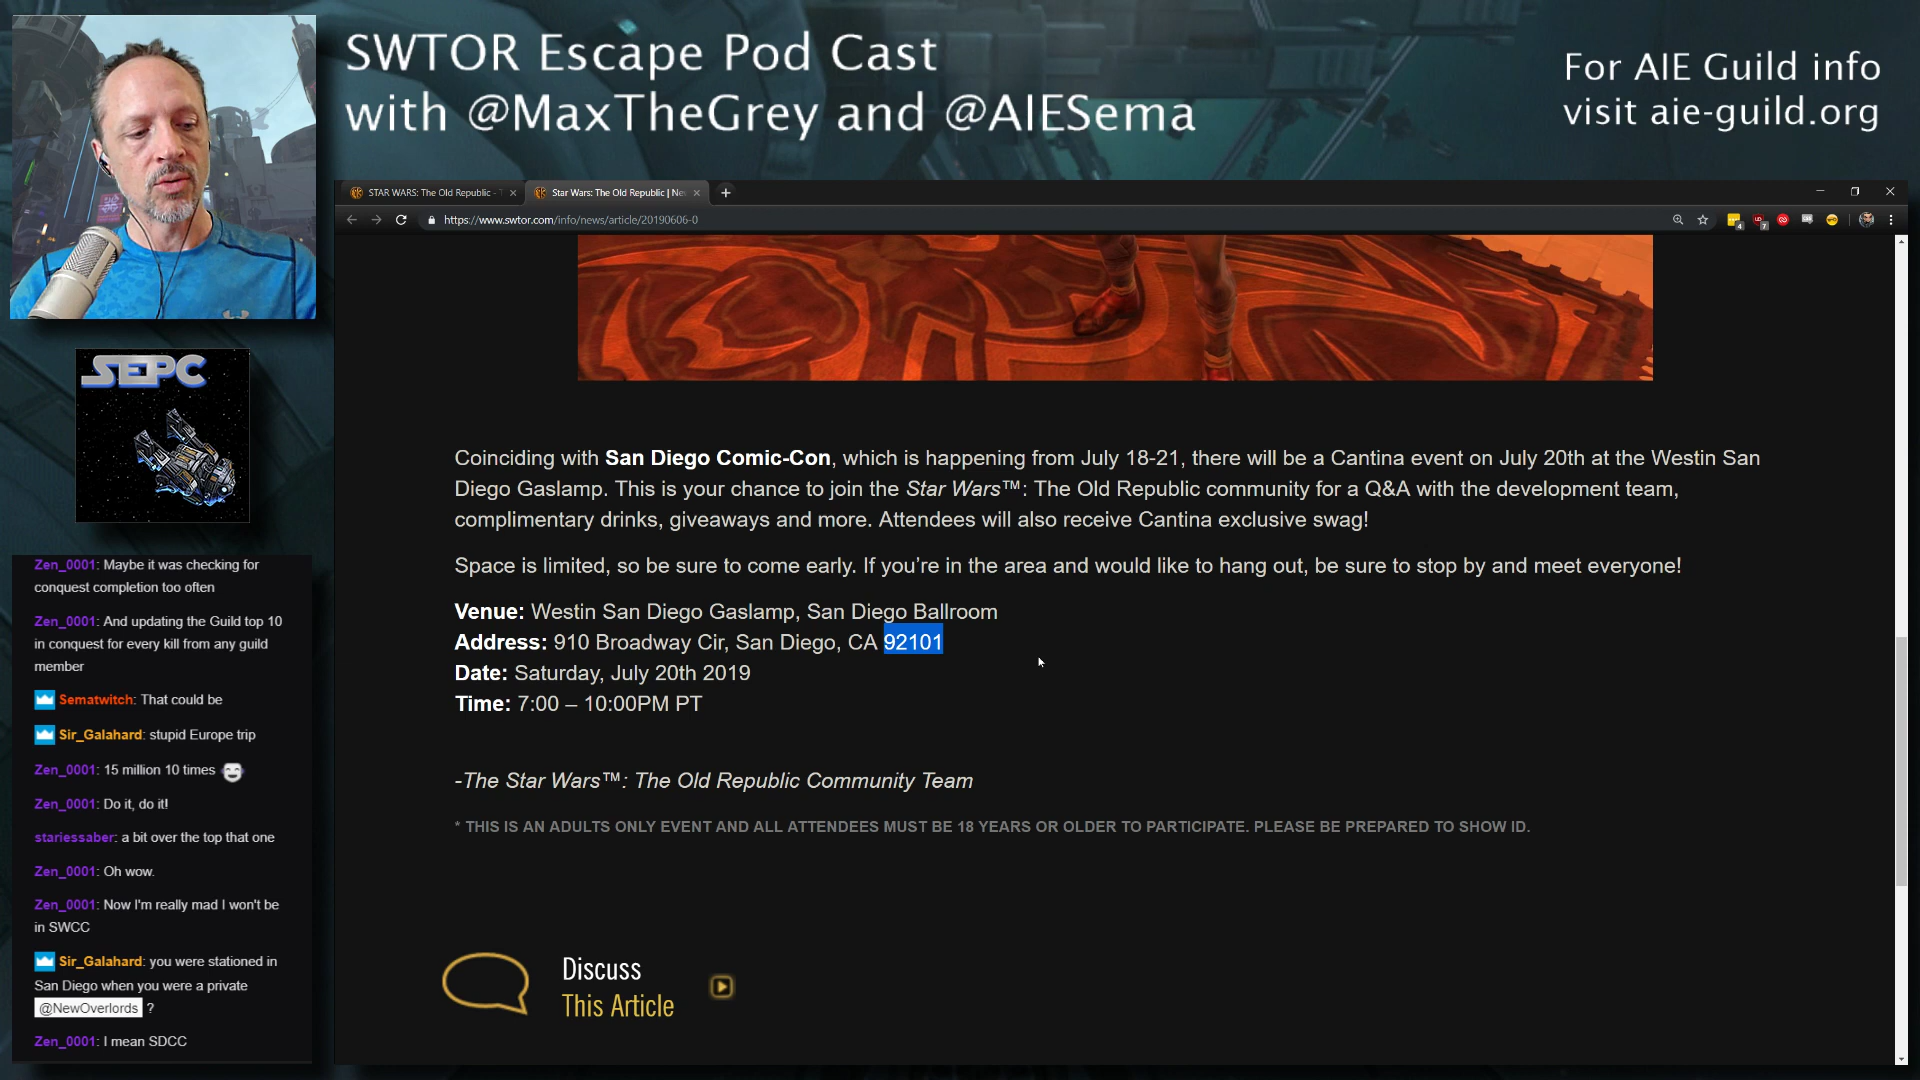 SWTOR Escape Pod Cast
with @MaxTheGrey and @AIESema
For AIE Guild info
visit aie-guild.org
SEPC
STAR WARS: The Old Republic - T
Star Wars: The Old Republic | Ne
https://www.swtor.com/info/news/article/20190606-0
Coinciding with San Diego Comic-Con, which is happening from July 18-21, there will be a Cantina event on July 20th at the Westin San
Diego Gaslamp. This is your chance to join the Star Wars™: The Old Republic community for a Q&A with the development team,
complimentary drinks, giveaways and more. Attendees will also receive Cantina exclusive swag!
Space is limited, so be sure to come early. If you’re in the area and would like to hang out, be sure to stop by and meet everyone!
Venue: Westin San Diego Gaslamp, San Diego Ballroom
Address: 910 Broadway Cir, San Diego, CA 92101
Date: Saturday, July 20th 2019
Time: 7:00 – 10:00PM PT
-The Star Wars™: The Old Republic Community Team
* THIS IS AN ADULTS ONLY EVENT AND ALL ATTENDEES MUST BE 18 YEARS OR OLDER TO PARTICIPATE. PLEASE BE PREPARED TO SHOW ID.
Discuss
This Article
Zen_0001: Maybe it was checking for
conquest completion too often
Zen_0001: And updating the Guild top 10
in conquest for every kill from any guild
member
Sematwitch: That could be
Sir_Galahard: stupid Europe trip
Zen_0001: 15 million 10 times
Zen_0001: Do it, do it!
stariessaber: a bit over the top that one
Zen_0001: Oh wow.
Zen_0001: Now I'm really mad I won't be
in SWCC
Sir_Galahard: you were stationed in
San Diego when you were a private
@NewOverlords ?
Zen_0001: I mean SDCC